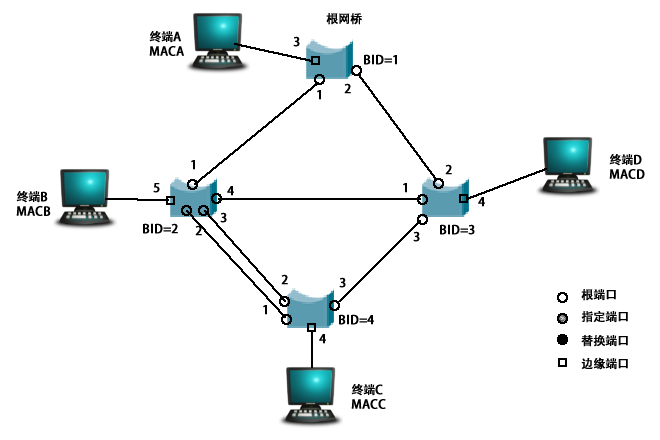 根网桥
终端A
MACA
3
BID=1
1
2
1
2
终端D
MACD
终端B
MACB
5
4
1
4
3
2
BID=2
BID=3
3
2
3
1
BID=4
4
根端口
指定端口
替换端口
边缘端口
终端C
MACC